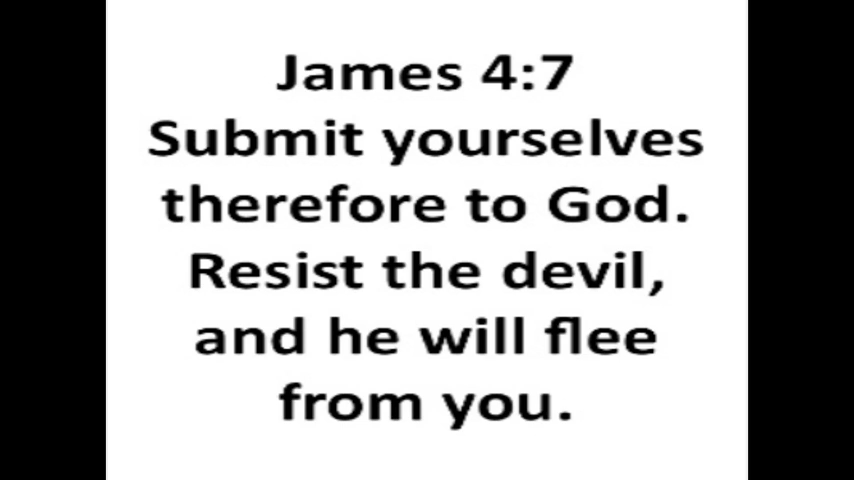 James 4:7
Submit yourselves
therefore to God.
Resist the devil,
and he will flee
from you.